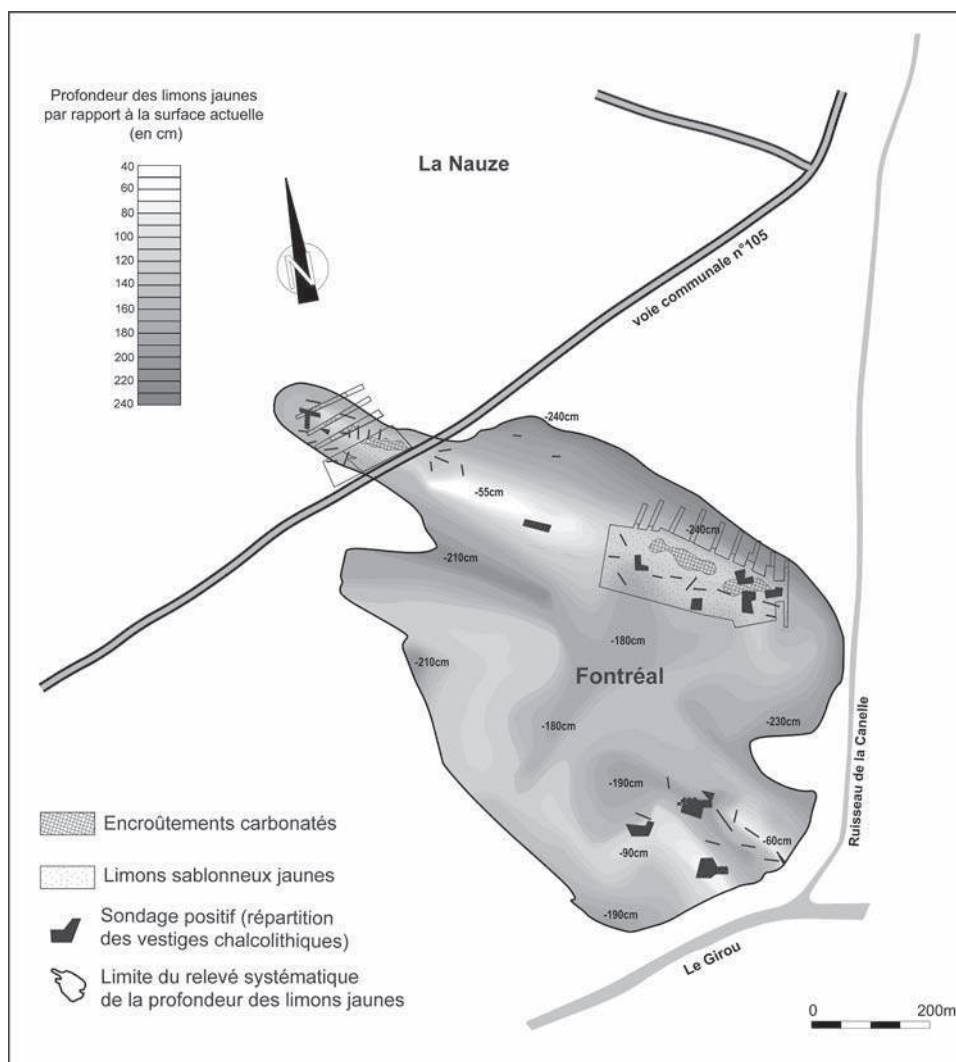 Profondeur des limons jaunes
par rapport à la surface actuelle
(en cm)
40
60
80
100
120
140
160
180
200
220
240
La Nauze
N
voie communale n°105
-240cm
-55cm
-240cm
-210cm
-180cm
-210cm
Fontréal
-180cm
-230cm
-190cm
-60cm
-90cm
-190cm
Ruisseau de la Canelle
Le Girou
Encroûtements carbonatés
Limons sablonneux jaunes
Sondage positif (répartition
des vestiges chalcolithiques)
Limite du relevé systématique
de la profondeur des limons jaunes
0 200m